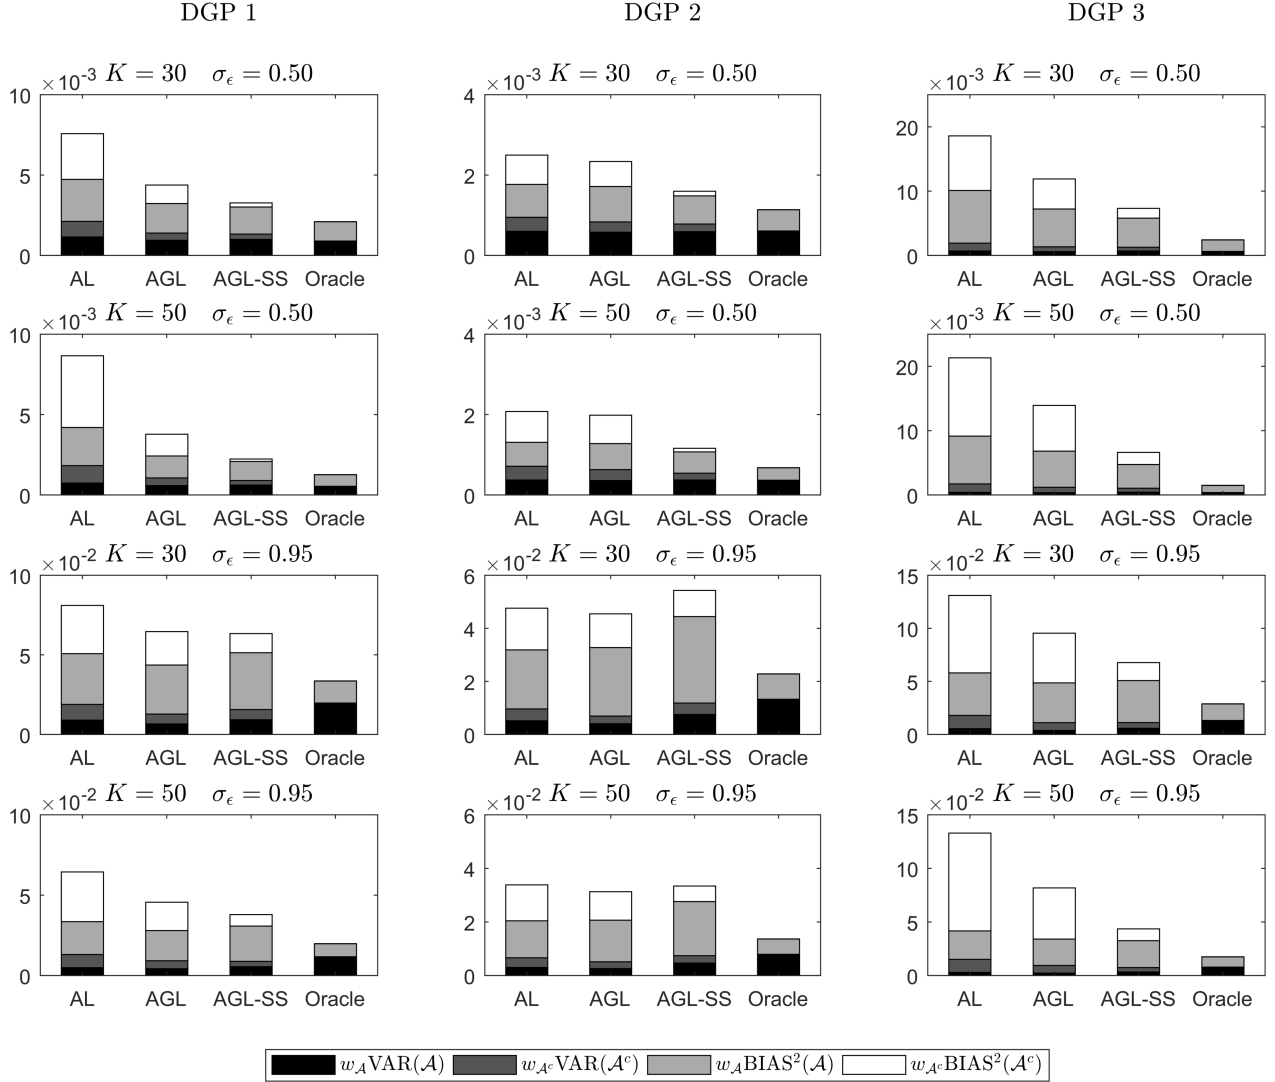 DGP 1 DGP 2 DGP 3
×10⁻³ K = 30 σ_ϵ = 0.50 ×10⁻³ K = 30 σ_ϵ = 0.50 ×10⁻³ K = 30 σ_ϵ = 0.50
10 4
20
5 2 10
0 0 0
AL AGL AGL-SS Oracle AL AGL AGL-SS Oracle AL AGL AGL-SS Oracle
×10⁻³ K = 50 σ_ϵ = 0.50 ×10⁻³ K = 50 σ_ϵ = 0.50 ×10⁻³ K = 50 σ_ϵ = 0.50
10 4
20
5 2 10
0 0 0
AL AGL AGL-SS Oracle AL AGL AGL-SS Oracle AL AGL AGL-SS Oracle
×10⁻² K = 30 σ_ϵ = 0.95 ×10⁻² K = 30 σ_ϵ = 0.95 ×10⁻² K = 30 σ_ϵ = 0.95
10 6 15
4 10
5 2 5
0 0 0
AL AGL AGL-SS Oracle AL AGL AGL-SS Oracle AL AGL AGL-SS Oracle
×10⁻² K = 50 σ_ϵ = 0.95 ×10⁻² K = 50 σ_ϵ = 0.95 ×10⁻² K = 50 σ_ϵ = 0.95
10 6 15
4 10
5 2 5
0 0 0
AL AGL AGL-SS Oracle AL AGL AGL-SS Oracle AL AGL AGL-SS Oracle
w_𝒜VAR(𝒜) w_𝒜ᶜVAR(𝒜ᶜ) w_𝒜BIAS²(𝒜) w_𝒜ᶜBIAS²(𝒜ᶜ)